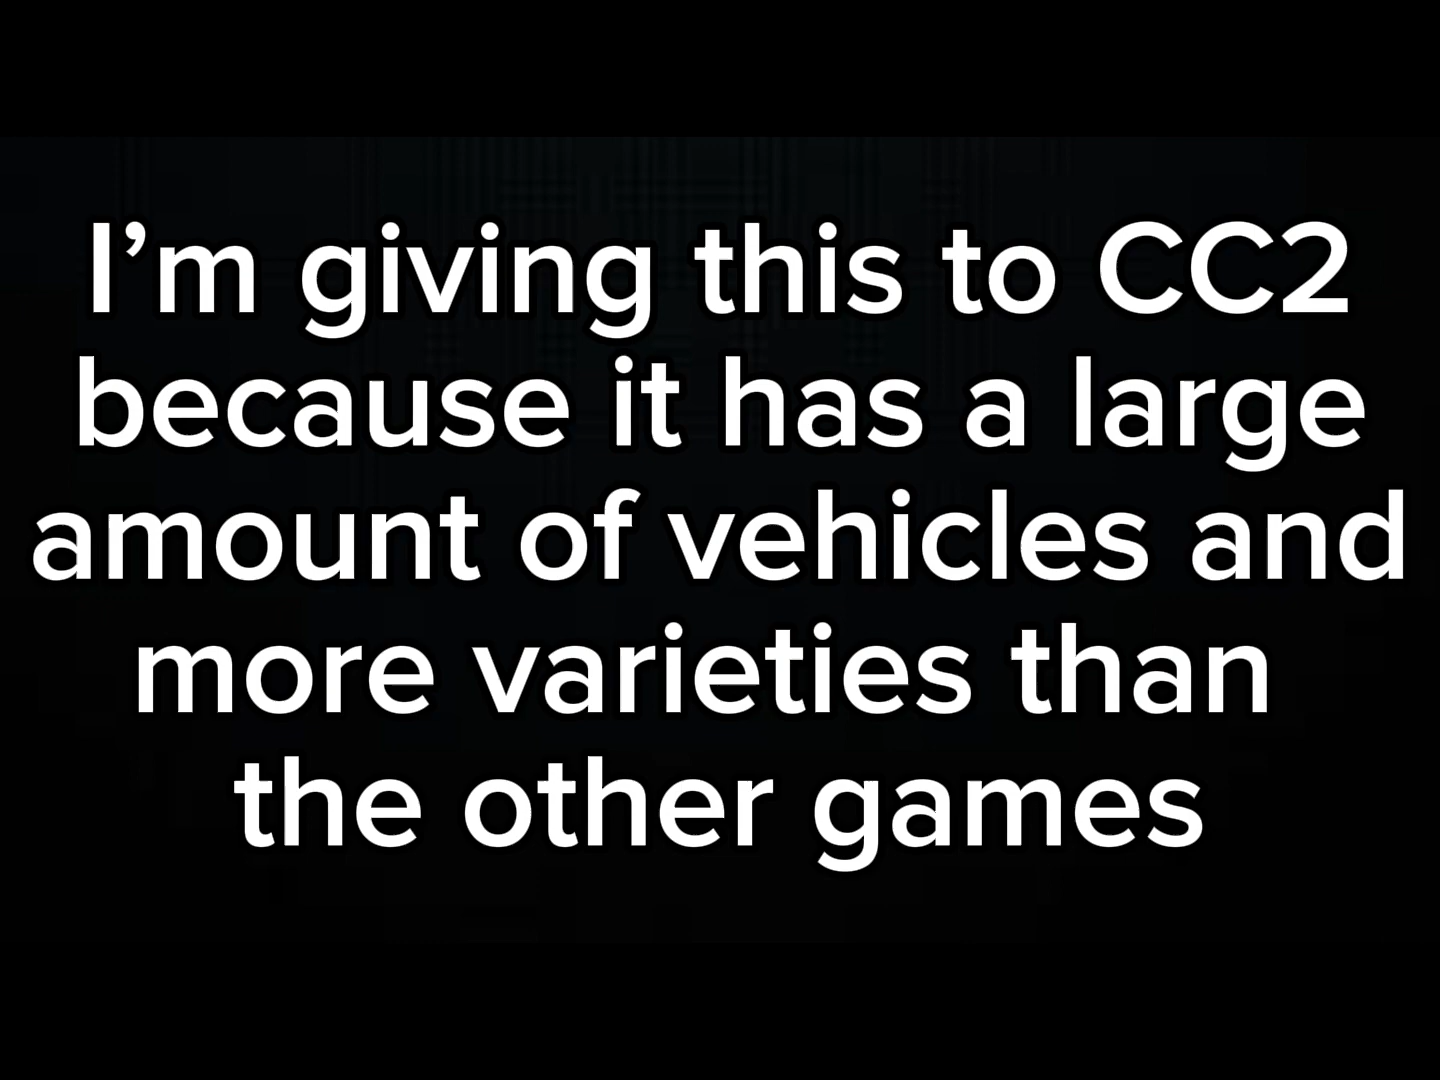 I’m giving this to CC2
because it has a large
amount of vehicles and
more varieties than
the other games